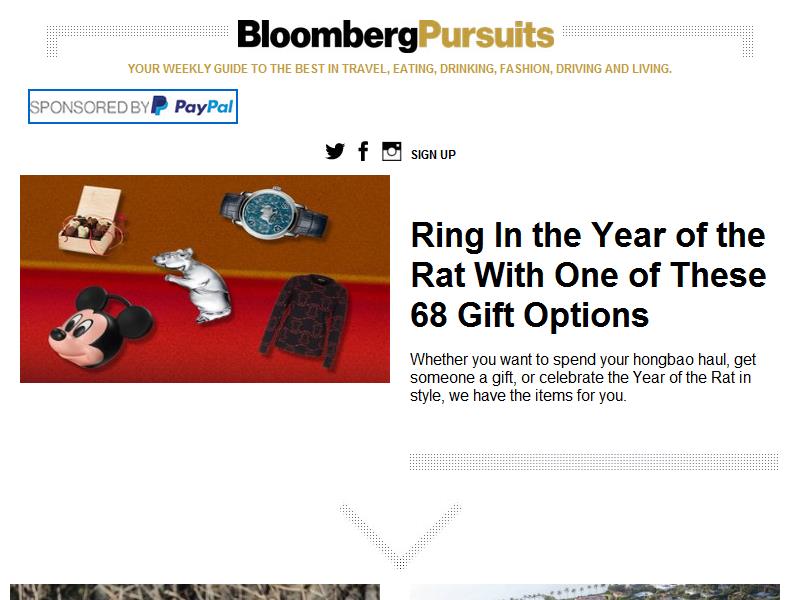 BloombergPursuits
YOUR WEEKLY GUIDE TO THE BEST IN TRAVEL, EATING, DRINKING, FASHION, DRIVING AND LIVING.
SPONSORED BY PayPal
SIGN UP
Ring In the Year of the
Rat With One of These
68 Gift Options
Whether you want to spend your hongbao haul, get
someone a gift, or celebrate the Year of the Rat in
style, we have the items for you.